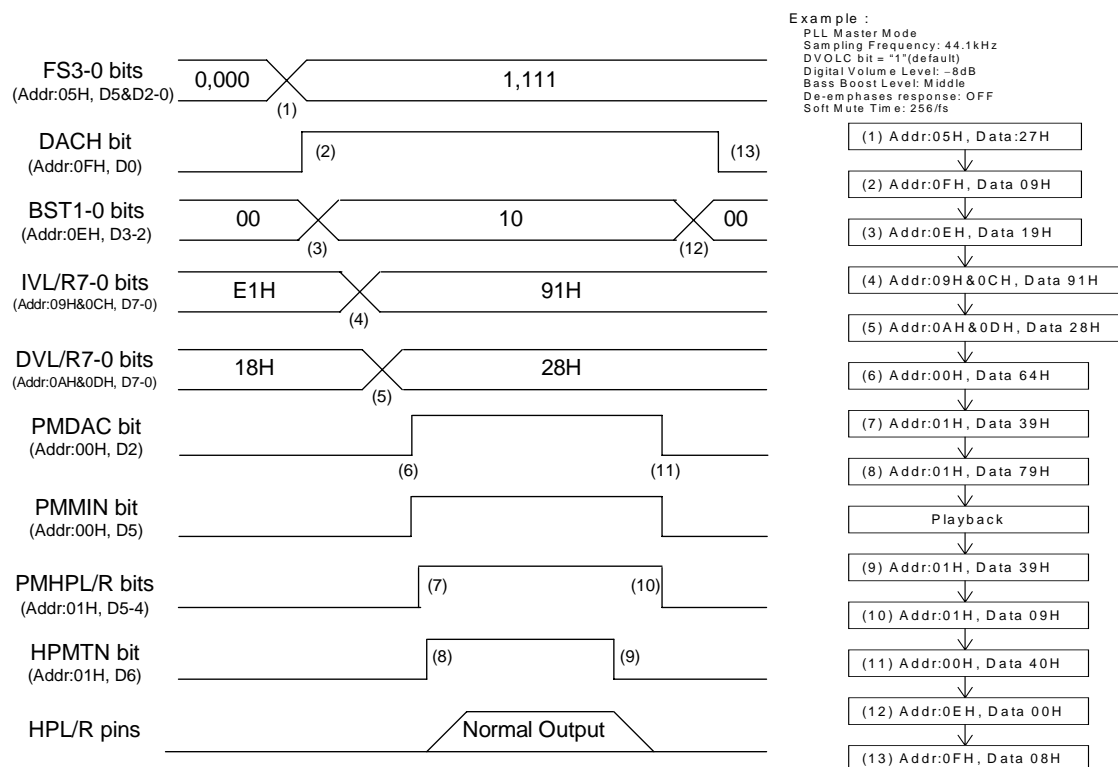 FS3-0 bits
(Addr:05H, D5&D2-0)
0,000
1,111
(1)
DACH bit
(Addr:0FH, D0)
(2)
(13)
BST1-0 bits
(Addr:0EH, D3-2)
00
10
00
(3)
(12)
IVL/R7-0 bits
(Addr:09H&0CH, D7-0)
E1H
91H
(4)
DVL/R7-0 bits
(Addr:0AH&0DH, D7-0)
18H
28H
(5)
PMDAC bit
(Addr:00H, D2)
(6)
(11)
PMMIN bit
(Addr:00H, D5)
PMHPL/R bits
(Addr:01H, D5-4)
(7)
(10)
HPMTN bit
(Addr:01H, D6)
(8)
(9)
HPL/R pins
Normal Output
Example :
PLL Master Mode
Sampling Frequency: 44.1kHz
DVOLC bit = “1”(default)
Digital Volume Level: −8dB
Bass Boost Level: Middle
De-emphases response: OFF
Soft Mute Time: 256/fs
(1) Addr:05H, Data:27H
(2) Addr:0FH, Data 09H
(3) Addr:0EH, Data 19H
(4) Addr:09H&0CH, Data 91H
(5) Addr:0AH&0DH, Data 28H
(6) Addr:00H, Data 64H
(7) Addr:01H, Data 39H
(8) Addr:01H, Data 79H
Playback
(9) Addr:01H, Data 39H
(10) Addr:01H, Data 09H
(11) Addr:00H, Data 40H
(12) Addr:0EH, Data 00H
(13) Addr:0FH, Data 08H